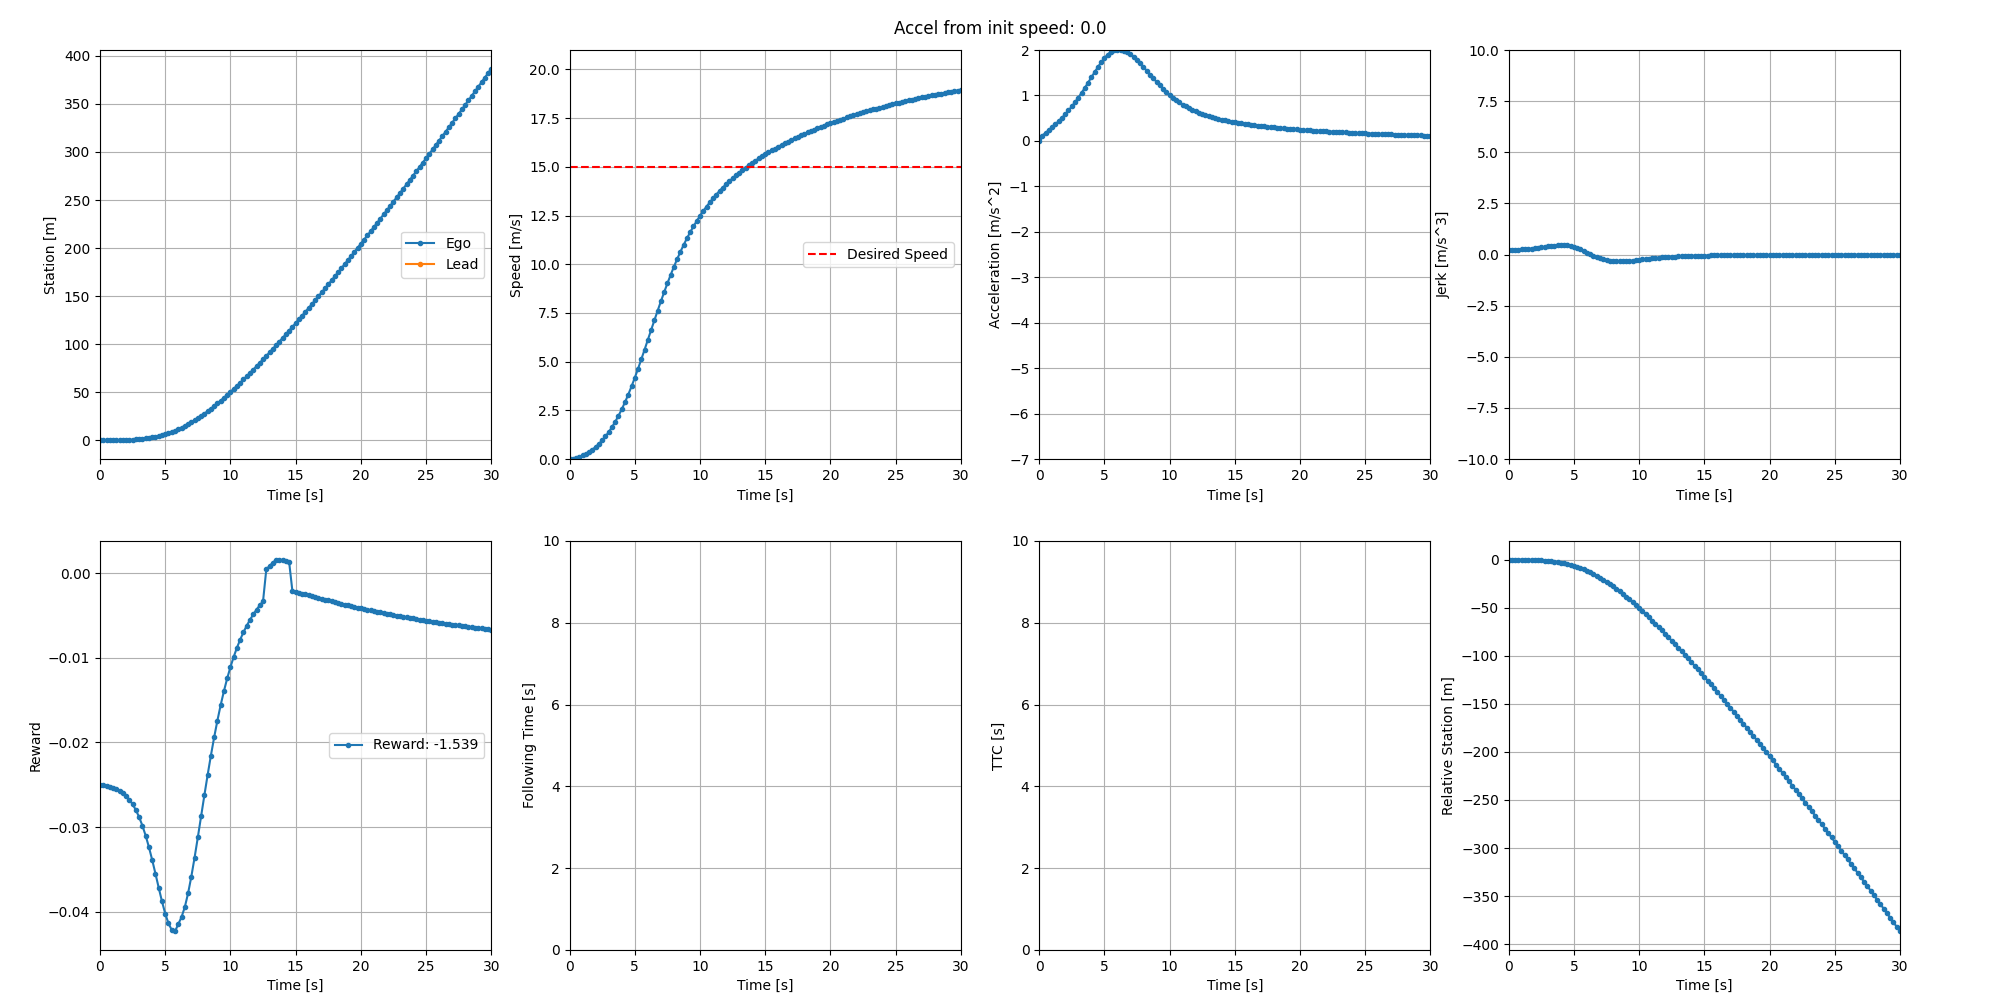 Accel from init speed: 0.0
400
350
300
250
200
150
100
50
0
Station [m]
Ego
Lead
0 5 10 15 20 25 30
Time [s]
20.0
17.5
15.0
12.5
10.0
7.5
5.0
2.5
0.0
Speed [m/s]
Desired Speed
0 5 10 15 20 25 30
Time [s]
2
1
0
−1
−2
−3
−4
−5
−6
−7
Acceleration [m/s^2]
0 5 10 15 20 25 30
Time [s]
10.0
7.5
5.0
2.5
0.0
−2.5
−5.0
−7.5
−10.0
Jerk [m/s^3]
0 5 10 15 20 25 30
Time [s]
0.00
−0.01
−0.02
−0.03
−0.04
Reward
Reward: -1.539
0 5 10 15 20 25 30
Time [s]
10
8
6
4
2
0
Following Time [s]
0 5 10 15 20 25 30
Time [s]
10
8
6
4
2
0
TTC [s]
0 5 10 15 20 25 30
Time [s]
0
−50
−100
−150
−200
−250
−300
−350
−400
Relative Station [m]
0 5 10 15 20 25 30
Time [s]